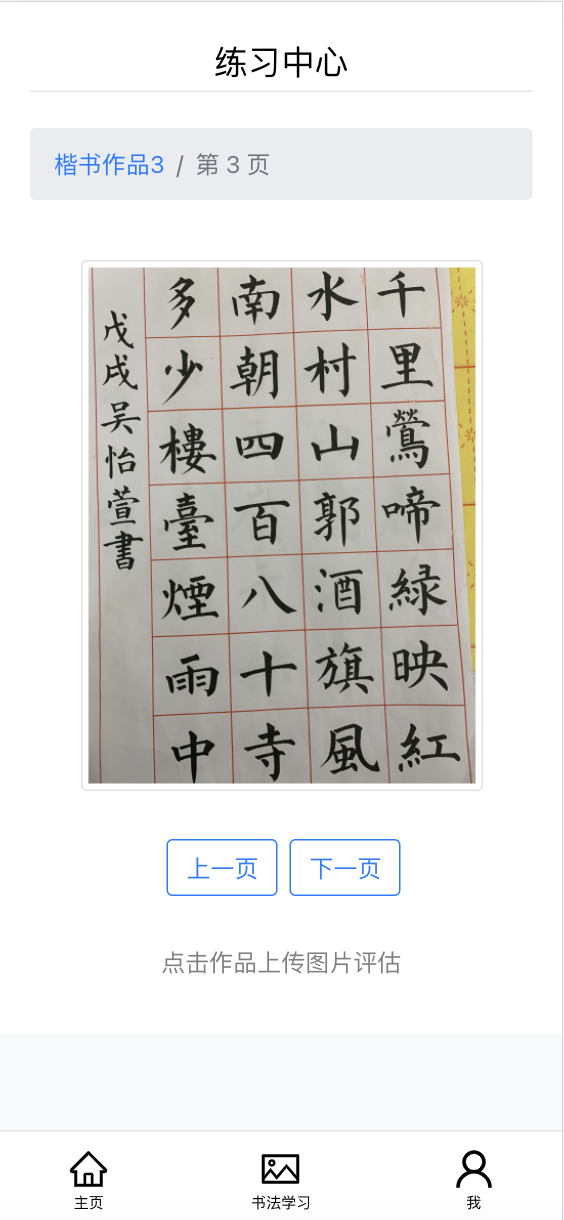 练习中心
楷书作品3 / 第 3 页
千里鶯啼緑映紅
水村山郭酒旗風
南朝四百八十寺
多少樓臺煙雨中
戊戌吴怡萱書
上一页
下一页
点击作品上传图片评估
主页
书法学习
我